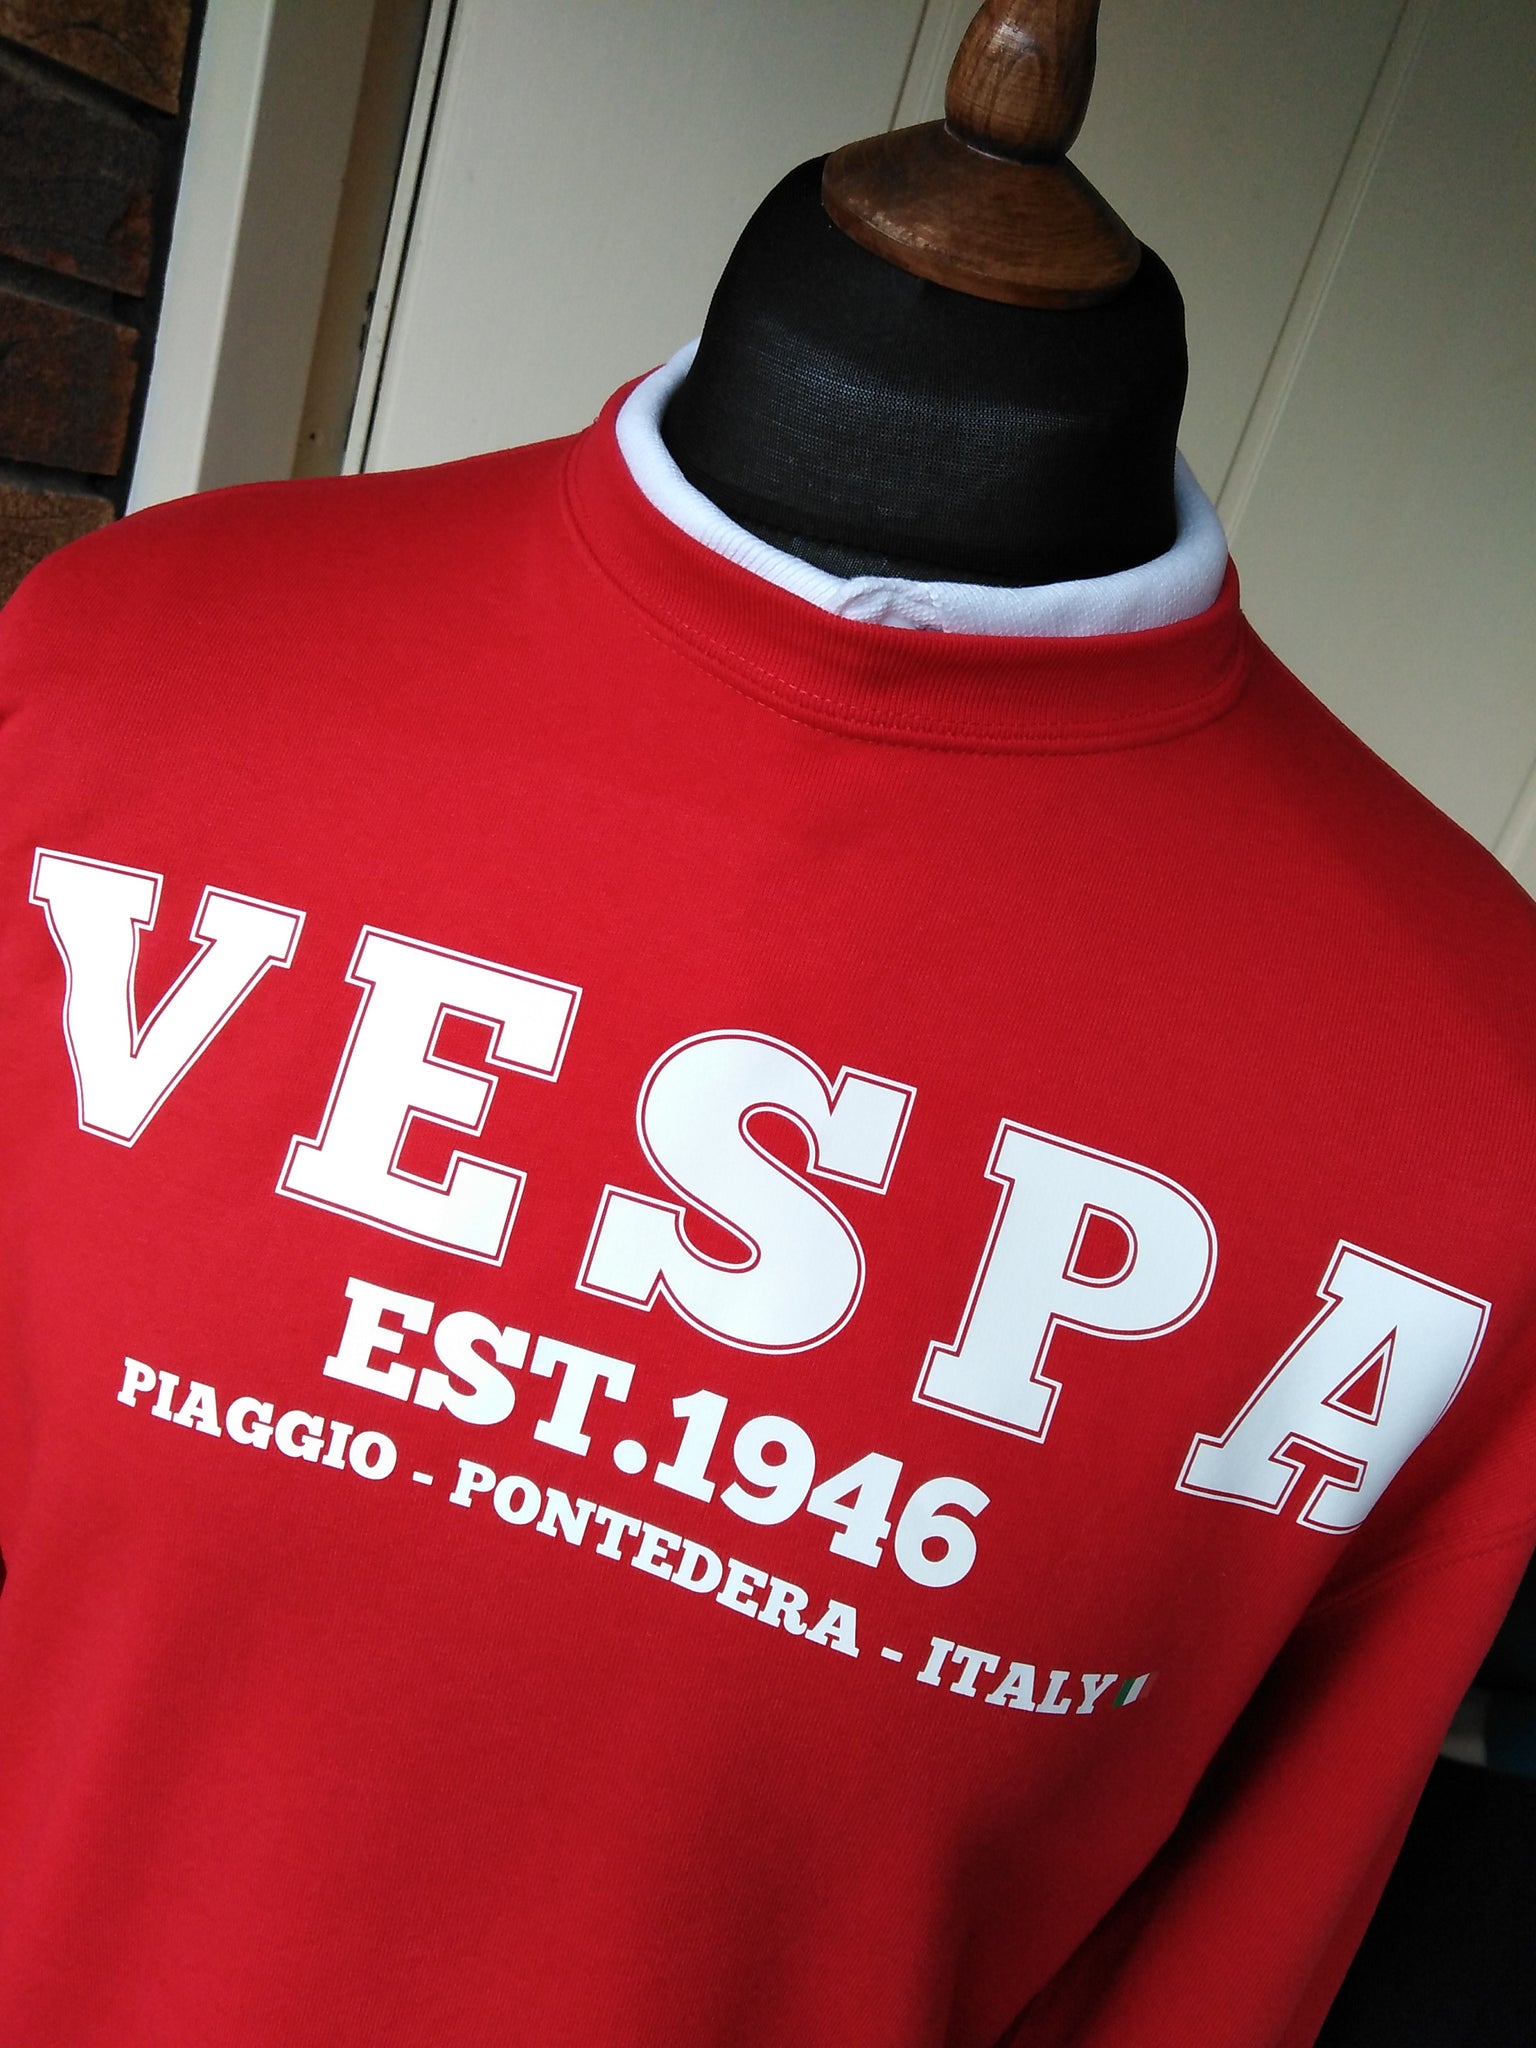 VESPA
EST.1946
PIAGGIO - PONTEDERA - ITALY